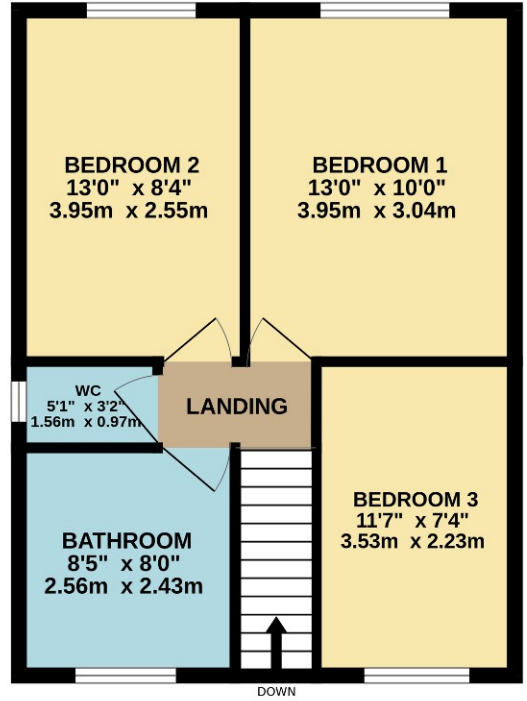 BEDROOM 2
13'0" x 8'4"
3.95m x 2.55m
BEDROOM 1
13'0" x 10'0"
3.95m x 3.04m
WC
5'1" x 3'2"
1.56m x 0.97m
LANDING
BEDROOM 3
11'7" x 7'4"
3.53m x 2.23m
BATHROOM
8'5" x 8'0"
2.56m x 2.43m
DOWN